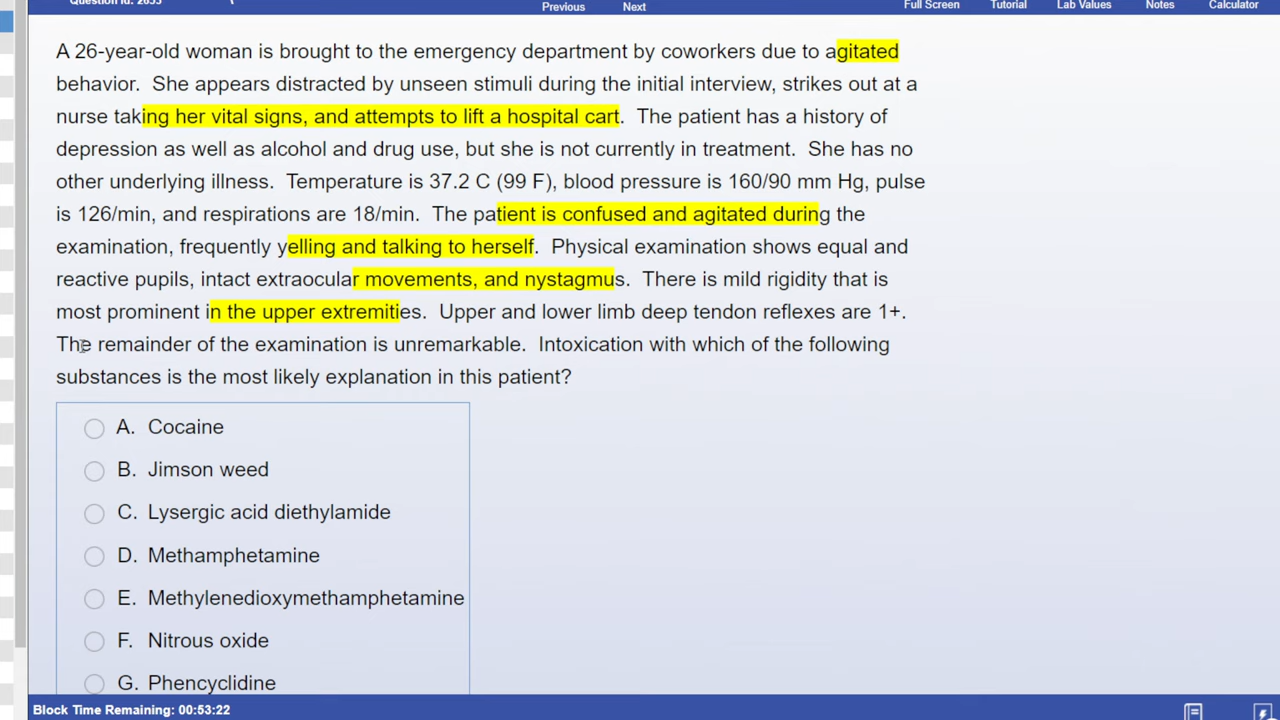 Previous Next Full Screen Tutorial Lab Values Notes Calculator
A 26-year-old woman is brought to the emergency department by coworkers due to agitated
behavior. She appears distracted by unseen stimuli during the initial interview, strikes out at a
nurse taking her vital signs, and attempts to lift a hospital cart. The patient has a history of
depression as well as alcohol and drug use, but she is not currently in treatment. She has no
other underlying illness. Temperature is 37.2 C (99 F), blood pressure is 160/90 mm Hg, pulse
is 126/min, and respirations are 18/min. The patient is confused and agitated during the
examination, frequently yelling and talking to herself. Physical examination shows equal and
reactive pupils, intact extraocular movements, and nystagmus. There is mild rigidity that is
most prominent in the upper extremities. Upper and lower limb deep tendon reflexes are 1+.
The remainder of the examination is unremarkable. Intoxication with which of the following
substances is the most likely explanation in this patient?
A. Cocaine
B. Jimson weed
C. Lysergic acid diethylamide
D. Methamphetamine
E. Methylenedioxymethamphetamine
F. Nitrous oxide
G. Phencyclidine
Block Time Remaining: 00:53:22